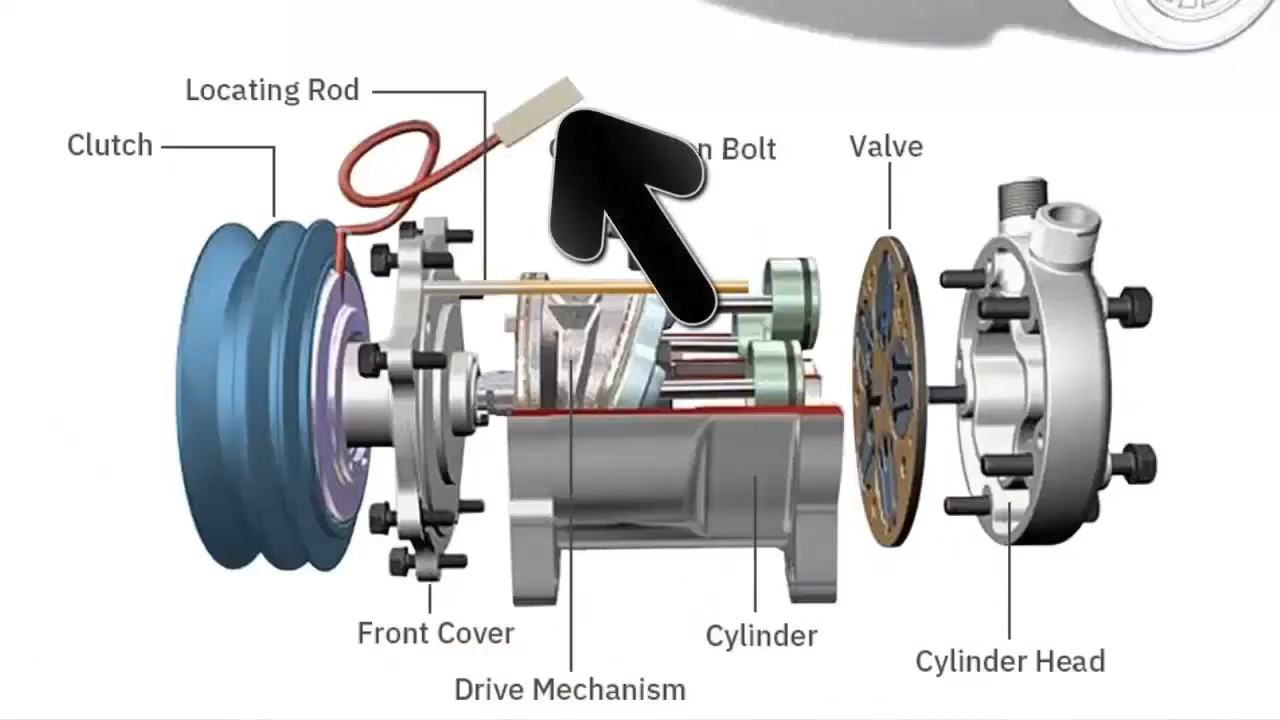 Locating Rod
Clutch
Bolt
Valve
Front Cover
Cylinder
Cylinder Head
Drive Mechanism